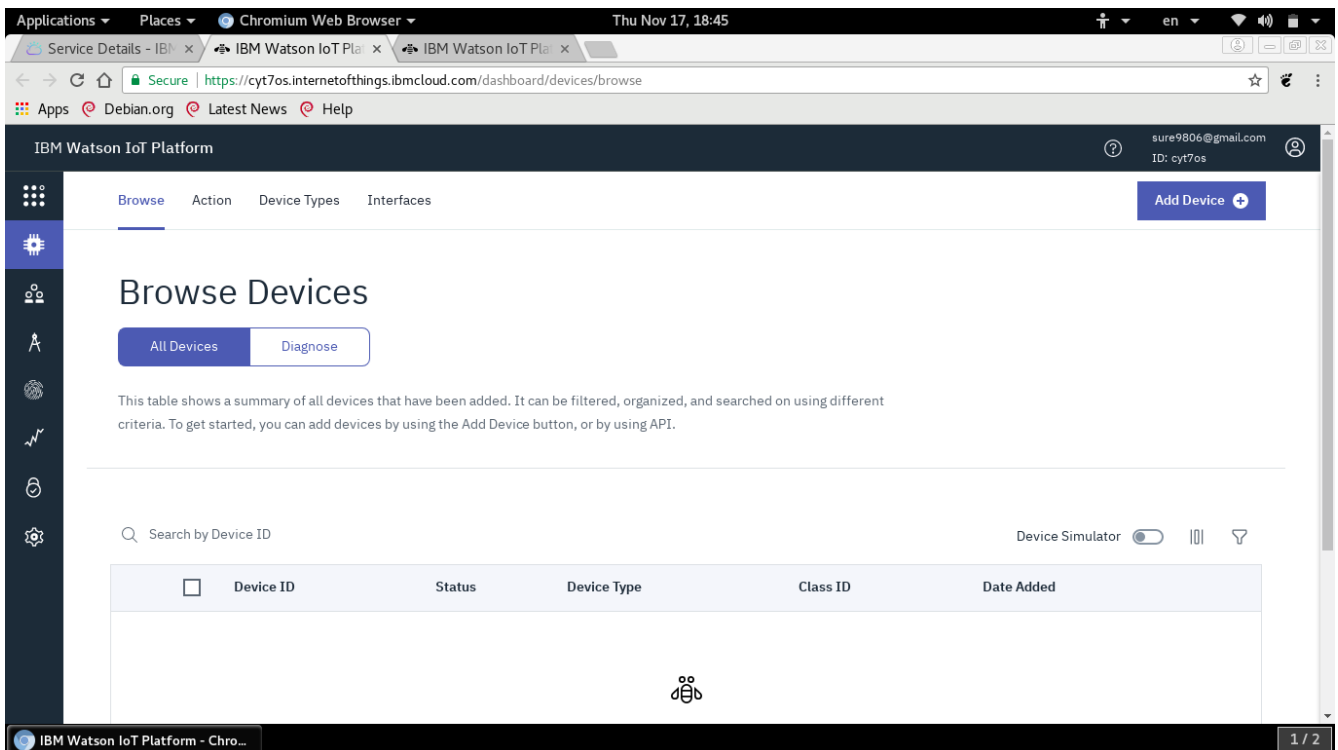 Applications Places Chromium Web Browser Thu Nov 17, 18:45 en
Service Details - IBM IBM Watson IoT Pla IBM Watson IoT Pla
Secure https://cyt7os.internetofthings.ibmcloud.com/dashboard/devices/browse
Apps Debian.org Latest News Help
IBM Watson IoT Platform
sure9806@gmail.com
ID: cyt7os
Browse Action Device Types Interfaces Add Device
Browse Devices
All Devices Diagnose
This table shows a summary of all devices that have been added. It can be filtered, organized, and searched on using different
criteria. To get started, you can add devices by using the Add Device button, or by using API.
Search by Device ID Device Simulator
Device ID Status Device Type Class ID Date Added
IBM Watson IoT Platform - Chro... 1 / 2